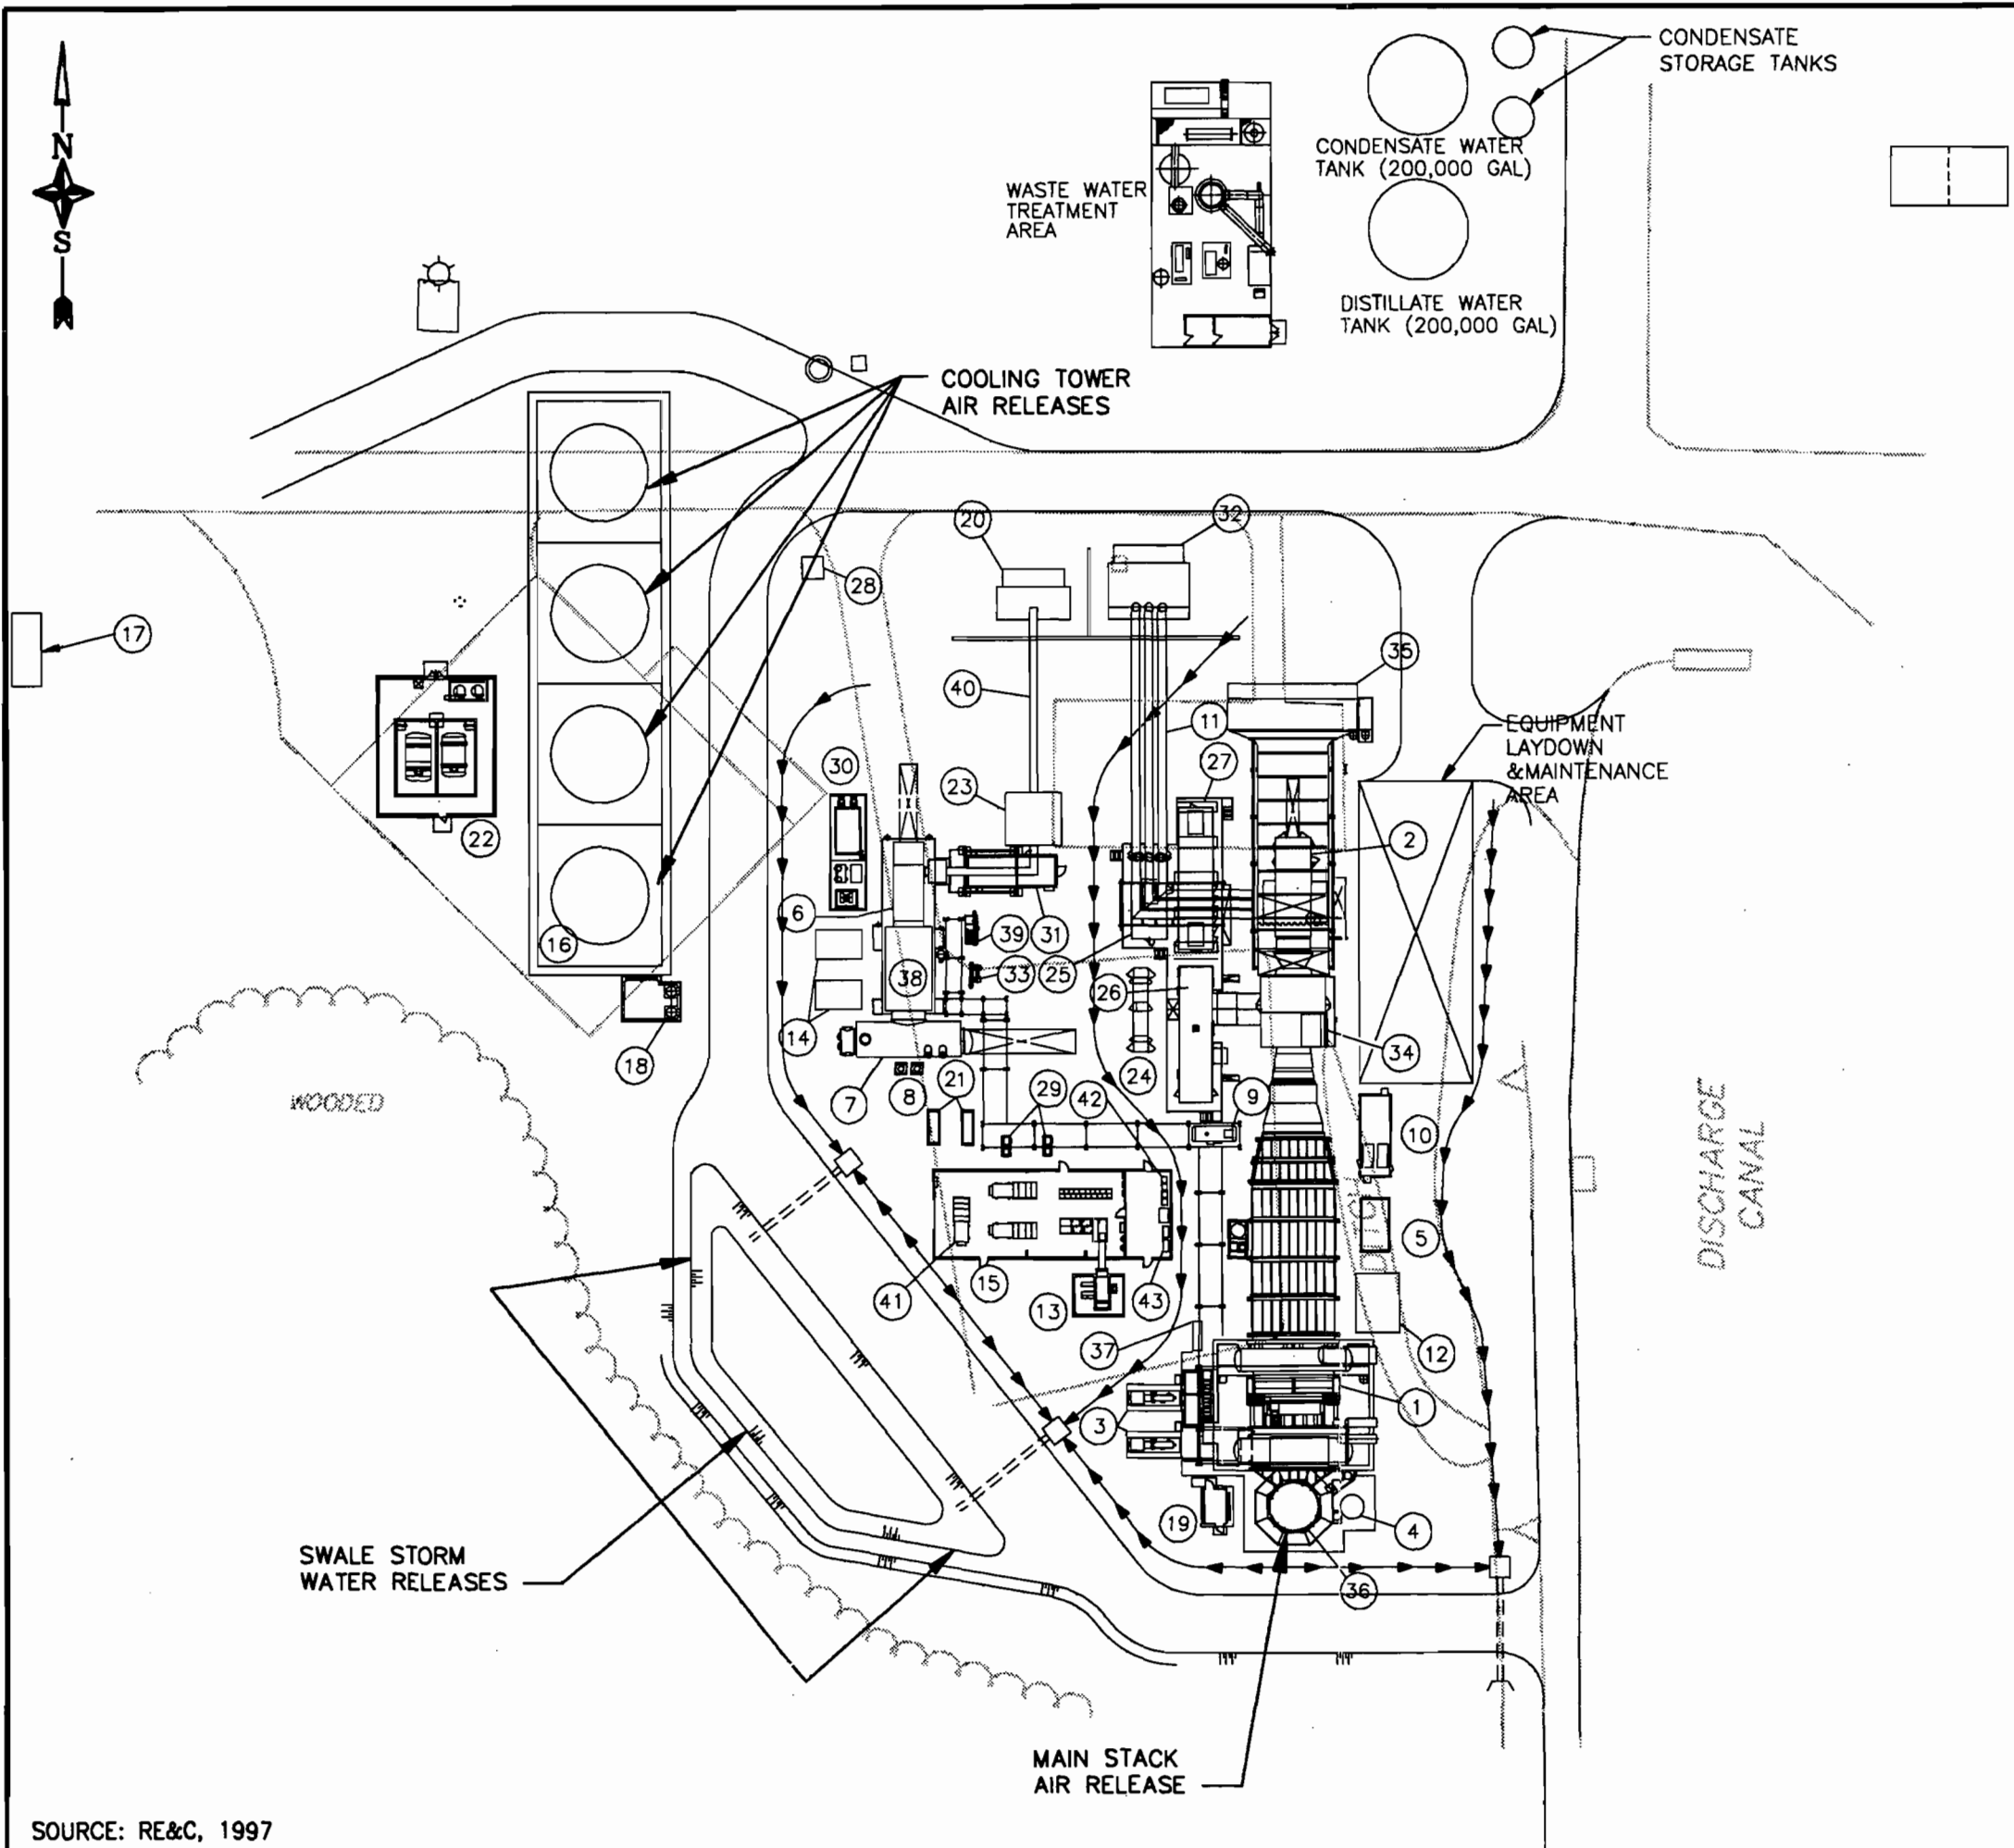 CONDENSATE
STORAGE TANKS
N
S
CONDENSATE WATER
TANK (200,000 GAL)
WASTE WATER
TREATMENT
AREA
DISTILLATE WATER
TANK (200,000 GAL)
COOLING TOWER
AIR RELEASES
20
32
28
17
35
40
11
EQUIPMENT
LAYDOWN
&MAINTENANCE
AREA
30
27
23
2
22
6
16
39
31
38
33
25
26
14
34
18
24
7
8
21
29
42
9
10
WOODED
DISCHARGE
CANAL
5
41
15
13
43
37
12
1
3
19
4
SWALE STORM
WATER RELEASES
36
MAIN STACK
AIR RELEASE
SOURCE: RE&C, 1997